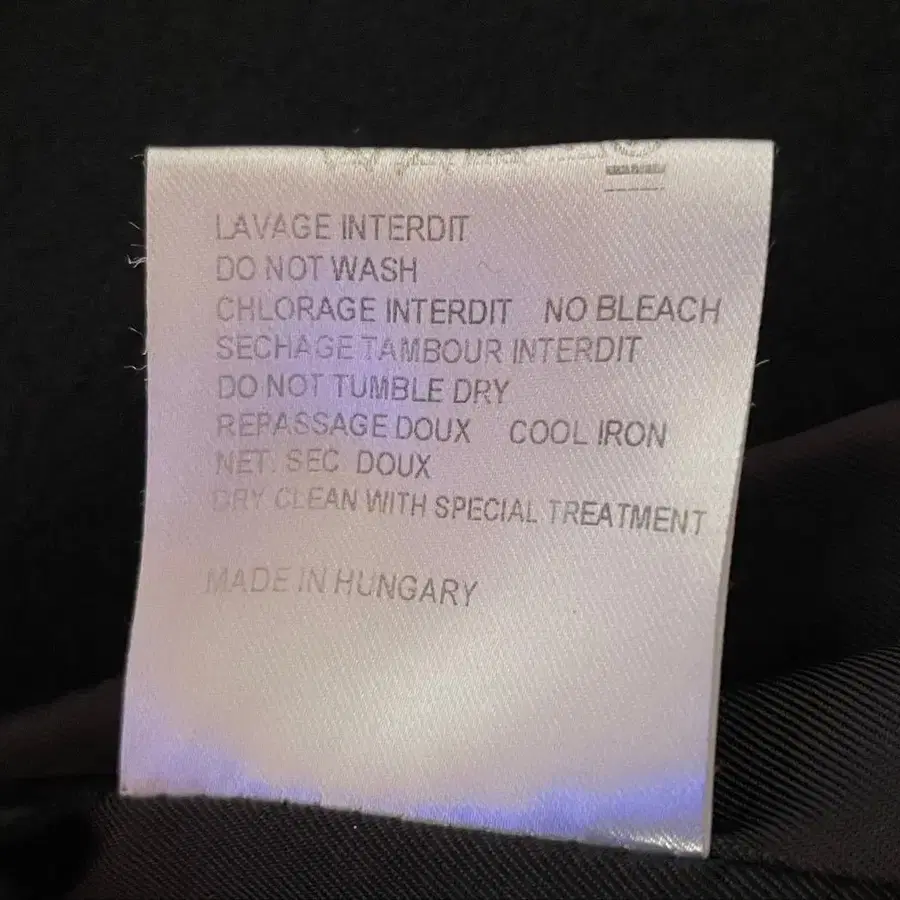 LAVAGE INTERDIT
DO NOT WASH
CHLORAGE INTERDIT NO BLEACH
SECHAGE TAMBOUR INTERDIT
DO NOT TUMBLE DRY
REPASSAGE DOUX COOL IRON
NET. SEC DOUX
DRY CLEAN WITH SPECIAL TREATMENT
MADE IN HUNGARY